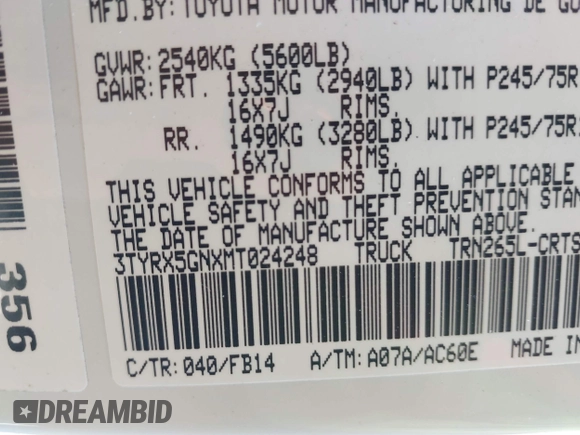 MFD.BY: TOYOTA MOTOR MANUFACTURING DE
GVWR: 2540KG (5600LB)
GAWR: FRT. 1335KG (2940LB) WITH P245/75R
16X7J RIMS,
RR. 1490KG (3280LB) WITH P245/75R
16X7J RIMS,
THIS VEHICLE CONFORMS TO ALL APPLICABLE
VEHICLE SAFETY AND THEFT PREVENTION STAN
THE DATE OF MANUFACTURE SHOWN ABOVE.
3TYRX5GNXMT024248 TRUCK TRN265L-CRTS
C/TR: 040/FB14 A/TM: A07A/AC60E MADE IN
356
DREAMBID